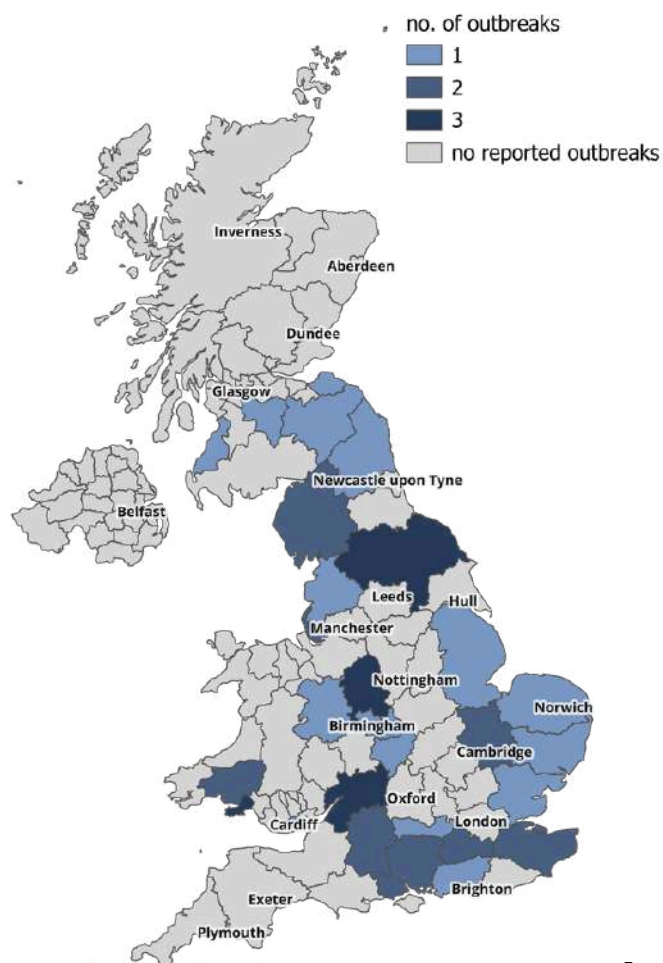 no. of outbreaks
1
2
3
no reported outbreaks
Inverness
Aberdeen
Dundee
Glasgow
Newcastle upon Tyne
Belfast
Leeds
Hull
Manchester
Nottingham
Norwich
Birmingham
Cambridge
Oxford
London
Cardiff
Brighton
Exeter
Plymouth